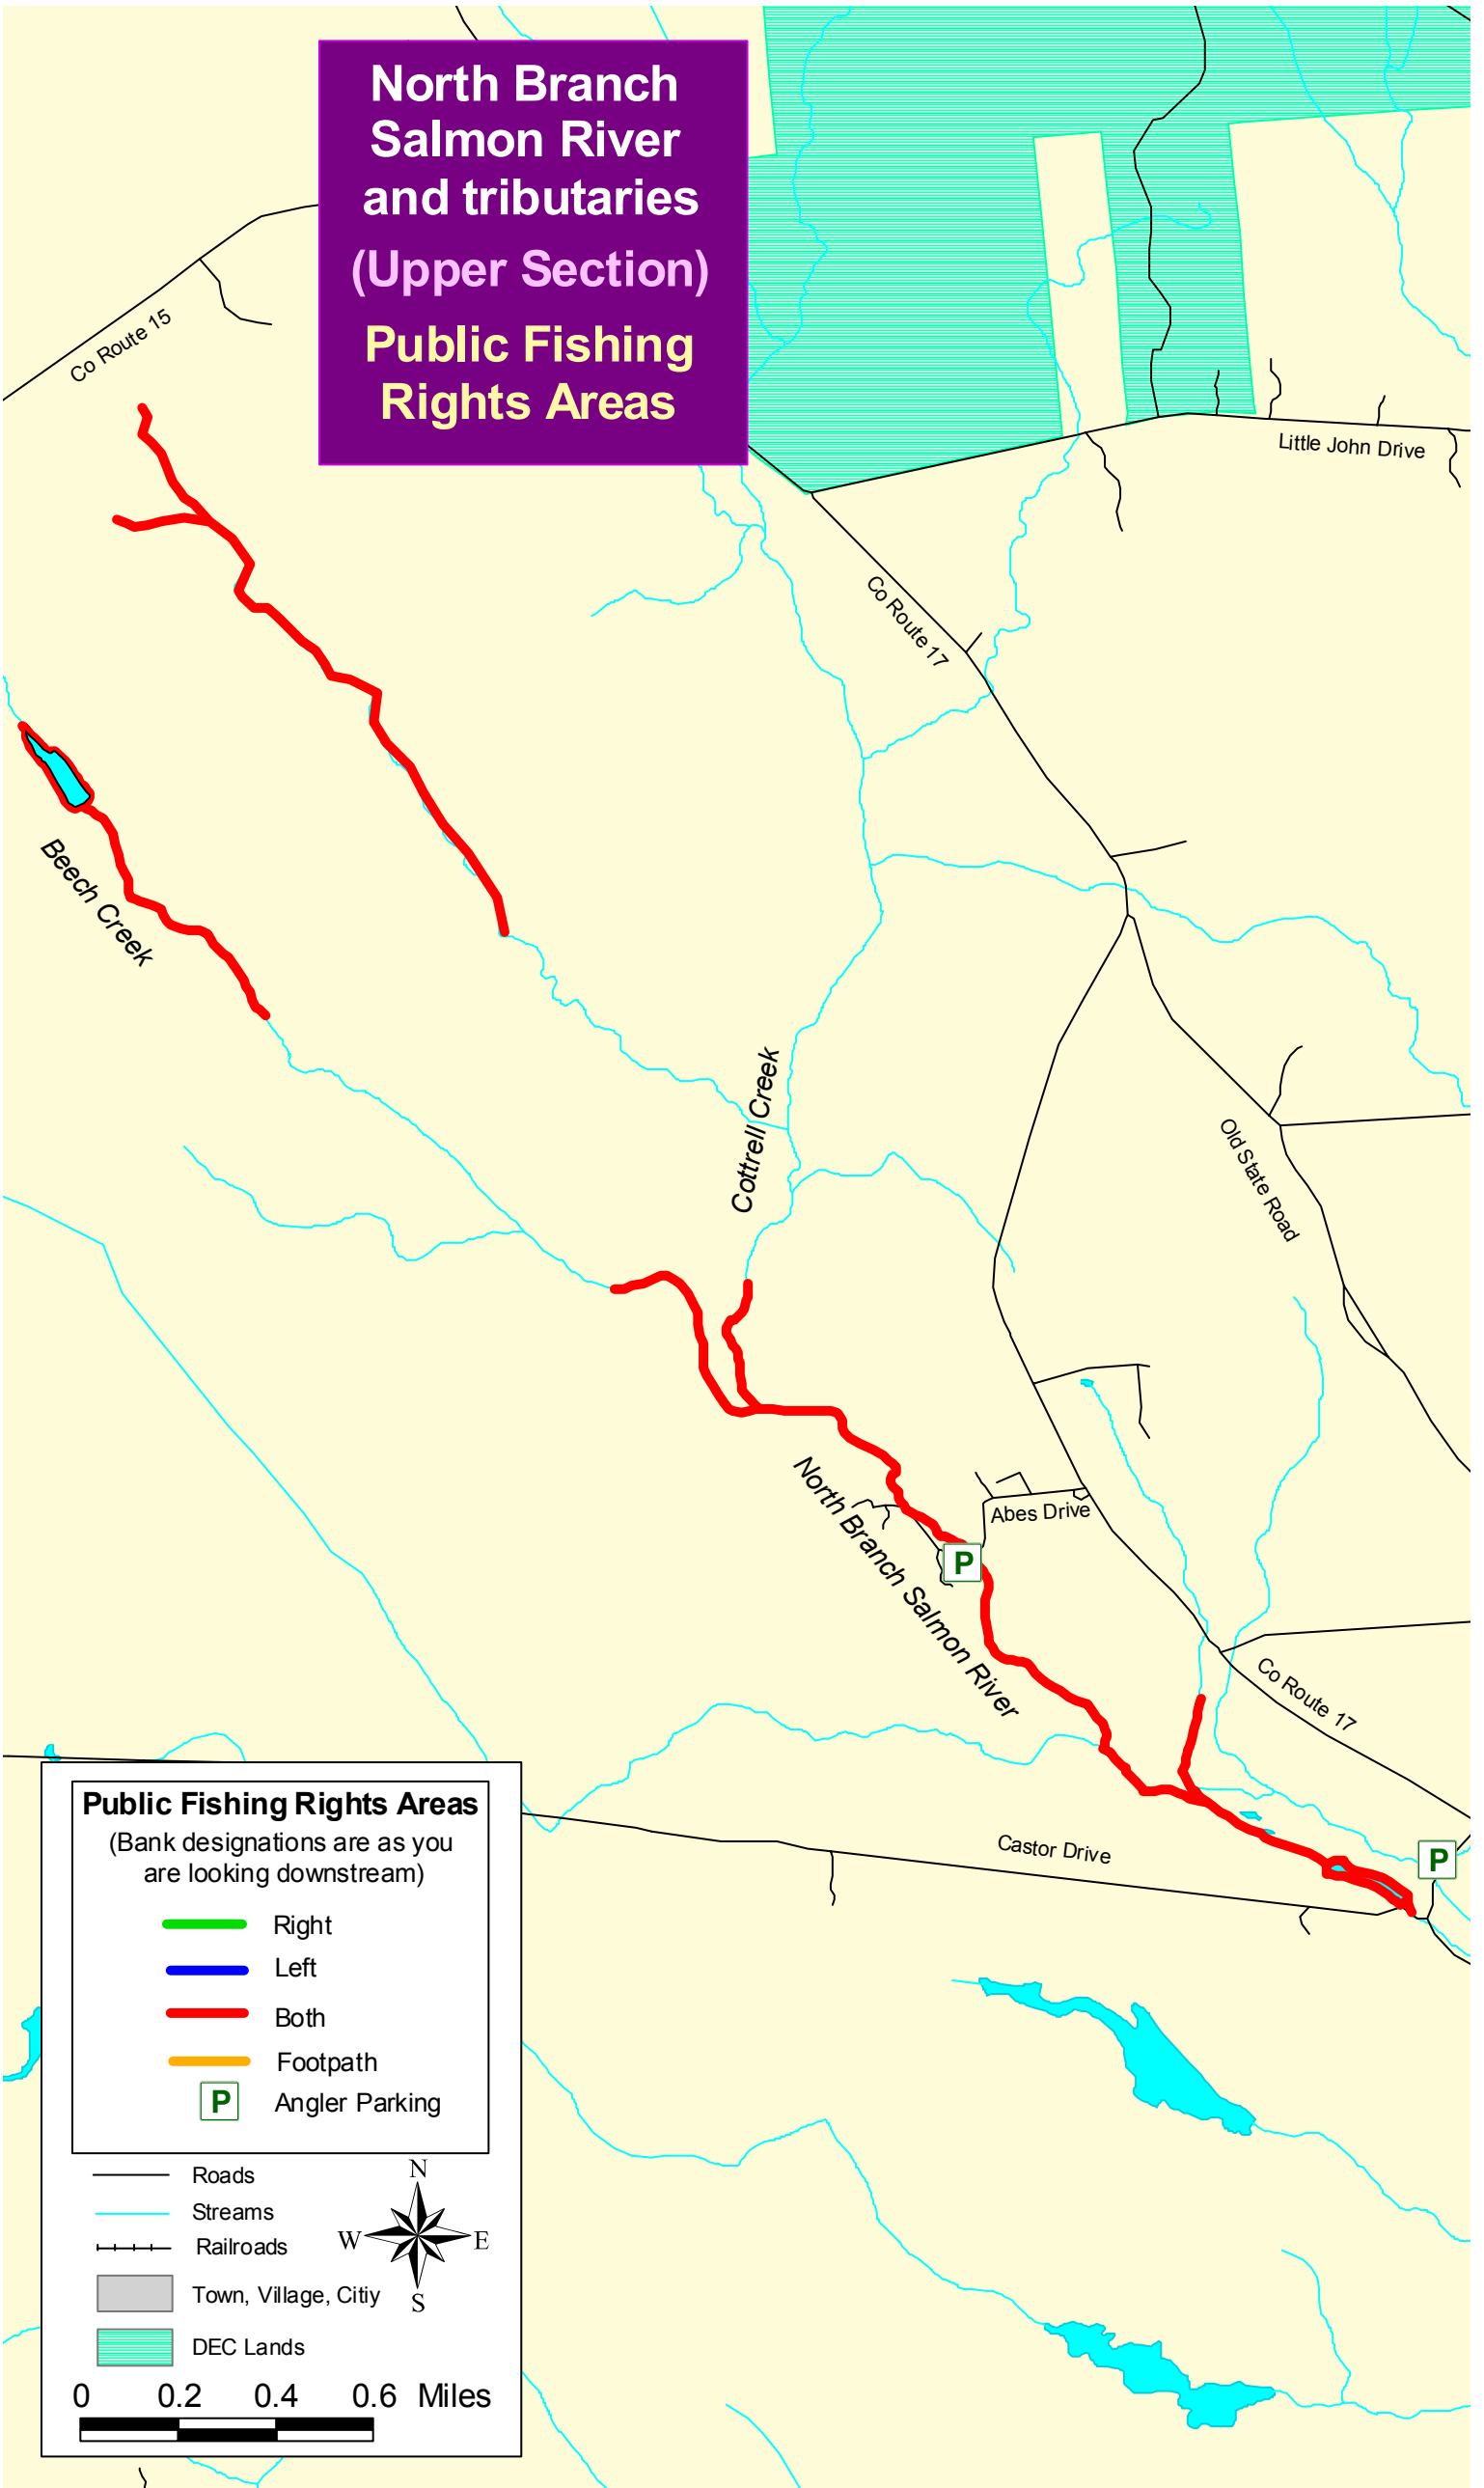 North Branch
Salmon River
and tributaries
(Upper Section)
Public Fishing
Rights Areas
Co Route 15
Little John Drive
Co Route 17
Beech Creek
Cottrell Creek
Old State Road
Abes Drive
P
North Branch Salmon River
Co Route 17
Castor Drive
P
Public Fishing Rights Areas
(Bank designations are as you
are looking downstream)
Right
Left
Both
Footpath
P Angler Parking
Roads
Streams
Railroads
Town, Village, Citiy
DEC Lands
N
W E
S
0 0.2 0.4 0.6 Miles